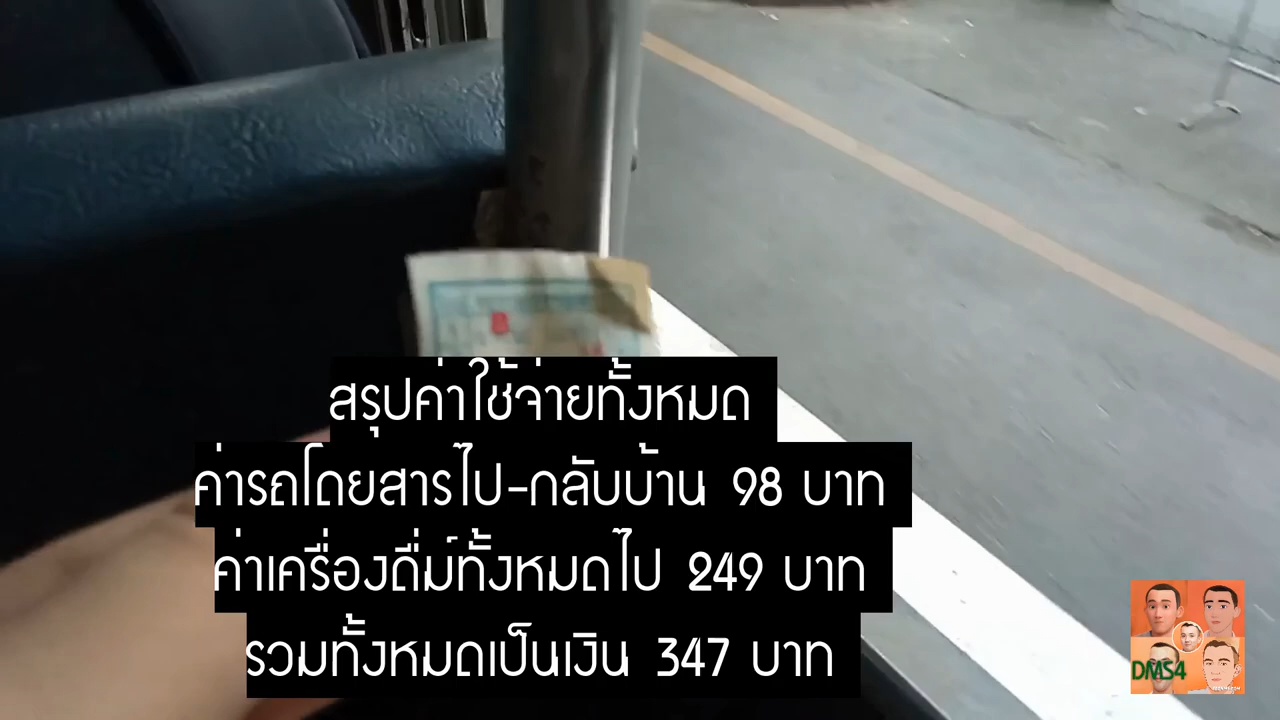 สรุปค่าใช้จ่ายทั้งหมด
ค่ารถโดยสารไป-กลับบ้าน 98 บาท
ค่าเครื่องดื่ม์ทั้งหมดไป 249 บาท
รวมทั้งหมดเป็นเงิน 347 บาท
DMS4